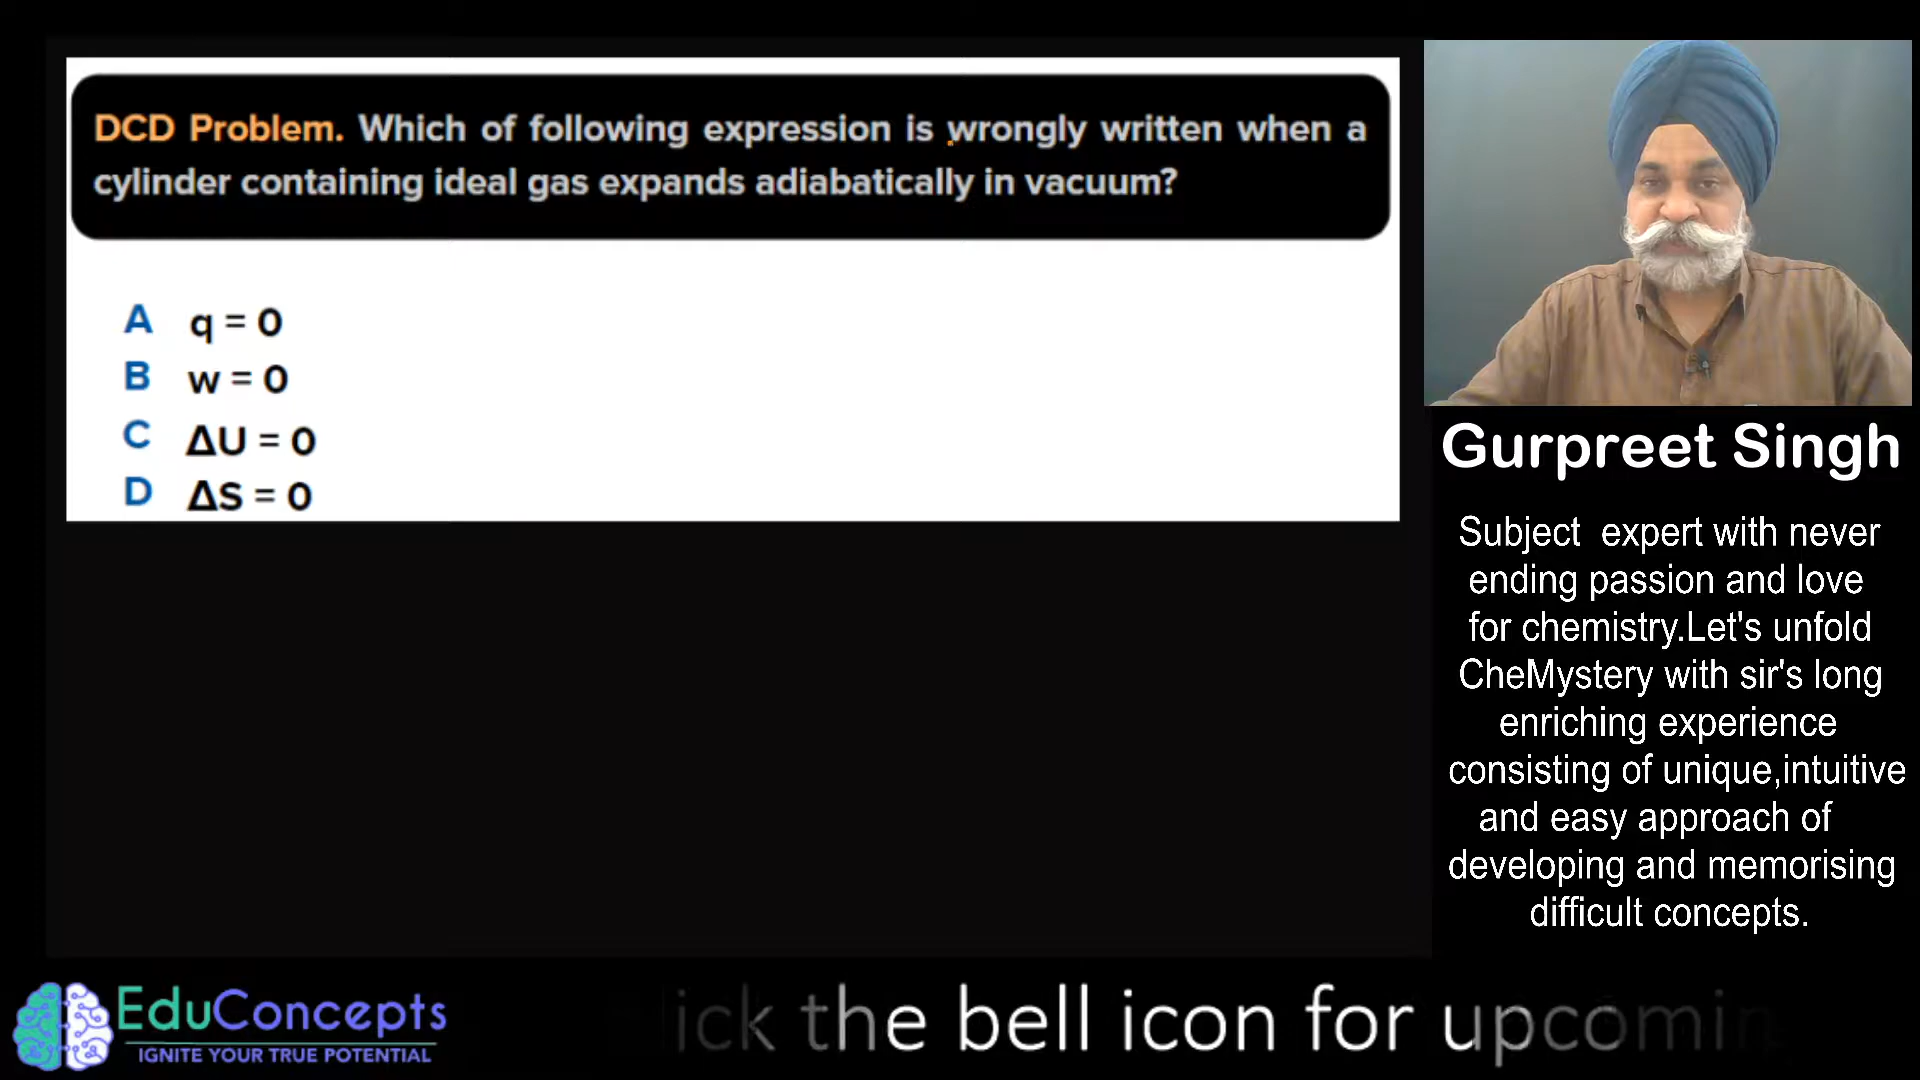 DCD Problem. Which of following expression is wrongly written when a
cylinder containing ideal gas expands adiabatically in vacuum?
A q = 0
B w = 0
C ΔU = 0
D ΔS = 0
Gurpreet Singh
Subject expert with never
ending passion and love
for chemistry.Let's unfold
CheMystery with sir's long
enriching experience
consisting of unique,intuitive
and easy approach of
developing and memorising
difficult concepts.
EduConcepts
IGNITE YOUR TRUE POTENTIAL
ick the bell icon for upcomin